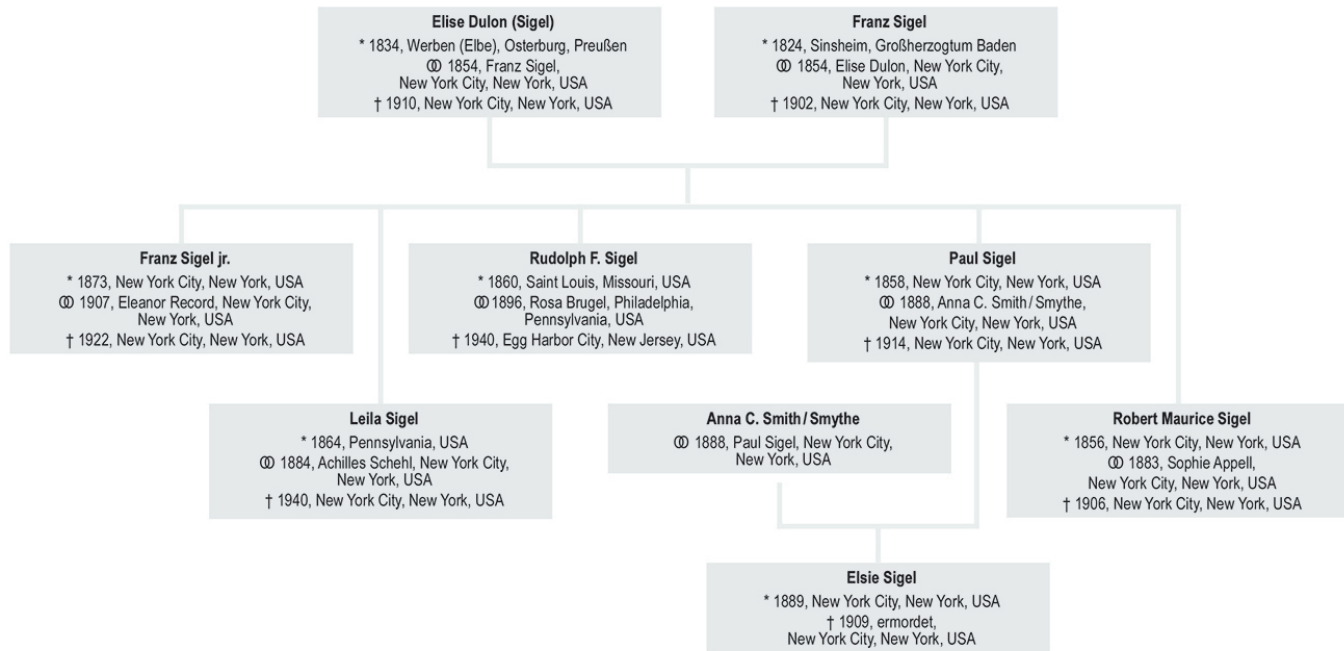 Elise Dulon (Sigel)
* 1834, Werben (Elbe), Osterburg, Preußen
⚭ 1854, Franz Sigel,
New York City, New York, USA
† 1910, New York City, New York, USA
Franz Sigel
* 1824, Sinsheim, Großherzogtum Baden
⚭ 1854, Elise Dulon, New York City,
New York, USA
† 1902, New York City, New York, USA
Franz Sigel jr.
* 1873, New York City, New York, USA
⚭ 1907, Eleanor Record, New York City,
New York, USA
† 1922, New York City, New York, USA
Rudolph F. Sigel
* 1860, Saint Louis, Missouri, USA
⚭ 1896, Rosa Brugel, Philadelphia,
Pennsylvania, USA
† 1940, Egg Harbor City, New Jersey, USA
Paul Sigel
* 1858, New York City, New York, USA
⚭ 1888, Anna C. Smith/Smythe,
New York City, New York, USA
† 1914, New York City, New York, USA
Leila Sigel
* 1864, Pennsylvania, USA
⚭ 1884, Achilles Schehl, New York City,
New York, USA
† 1940, New York City, New York, USA
Anna C. Smith/Smythe
⚭ 1888, Paul Sigel, New York City,
New York, USA
Robert Maurice Sigel
* 1856, New York City, New York, USA
⚭ 1883, Sophie Appell,
New York City, New York, USA
† 1906, New York City, New York, USA
Elsie Sigel
* 1889, New York City, New York, USA
† 1909, ermordet,
New York City, New York, USA